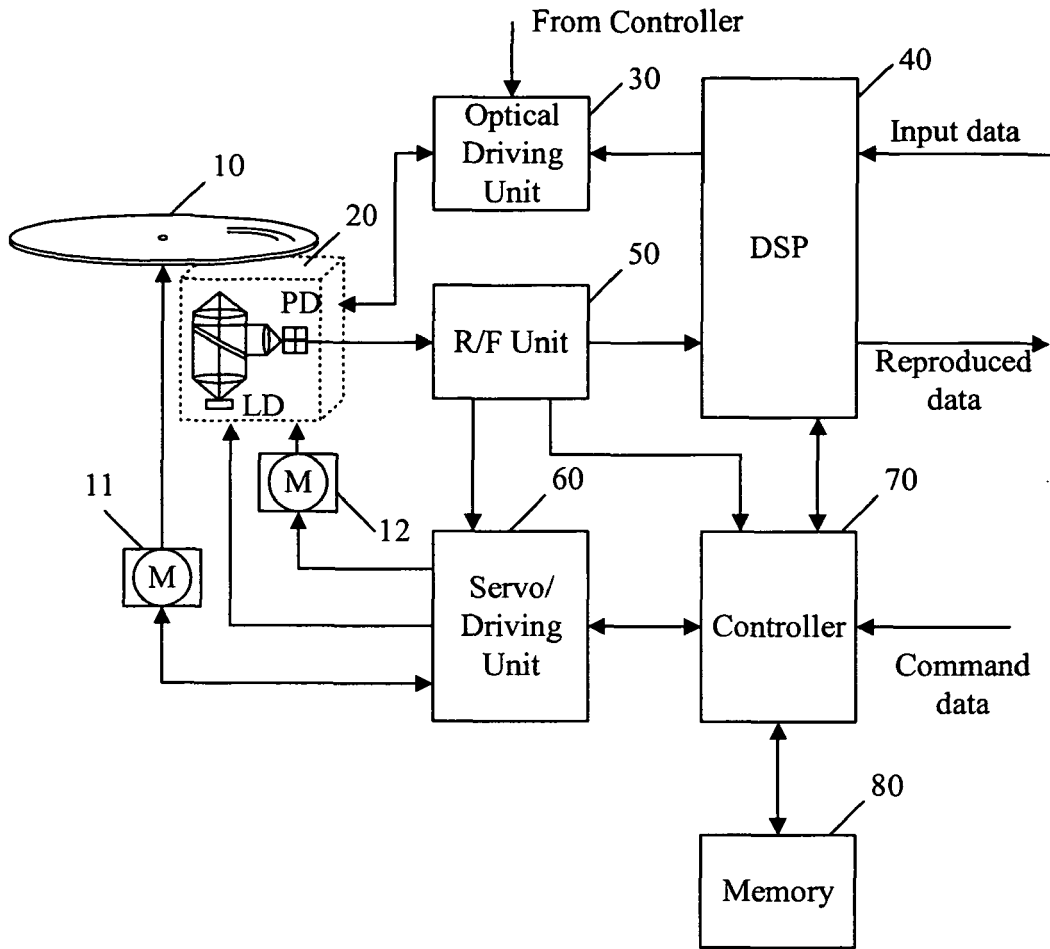 From Controller
30
40
Optical
Driving
Unit
Input data
10
20
DSP
50
PD
R/F Unit
Reproduced
data
LD
M
60
70
11
12
M
Servo/
Driving
Unit
Controller
Command
data
80
Memory